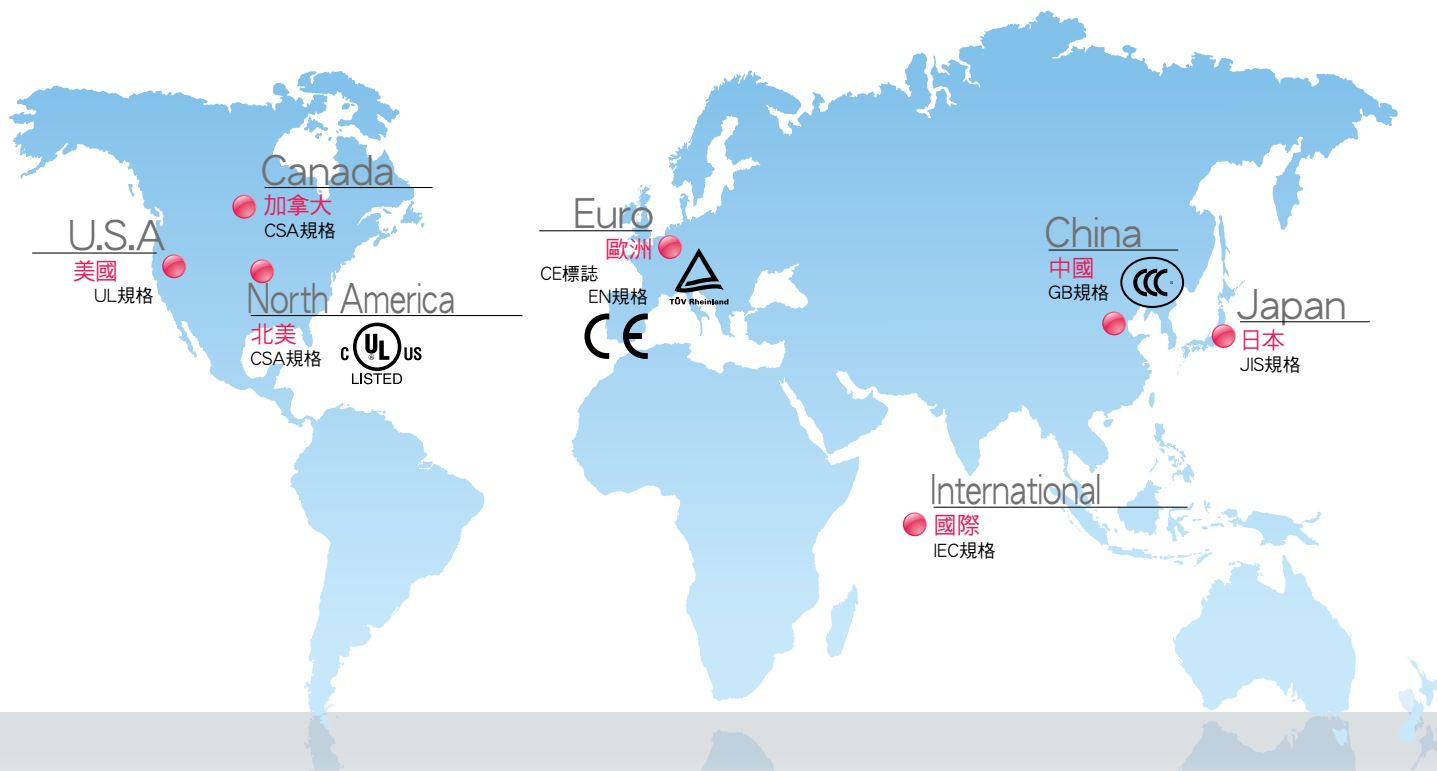 Canada
加拿大
CSA規格
U.S.A
美國
UL規格
North America
北美
CSA規格
C UL US
®
LISTED
Euro
歐洲
CE標誌
EN規格
TÜV Rheinland
CE
China
中國
GB規格
CCC
Japan
日本
JIS規格
International
國際
IEC規格